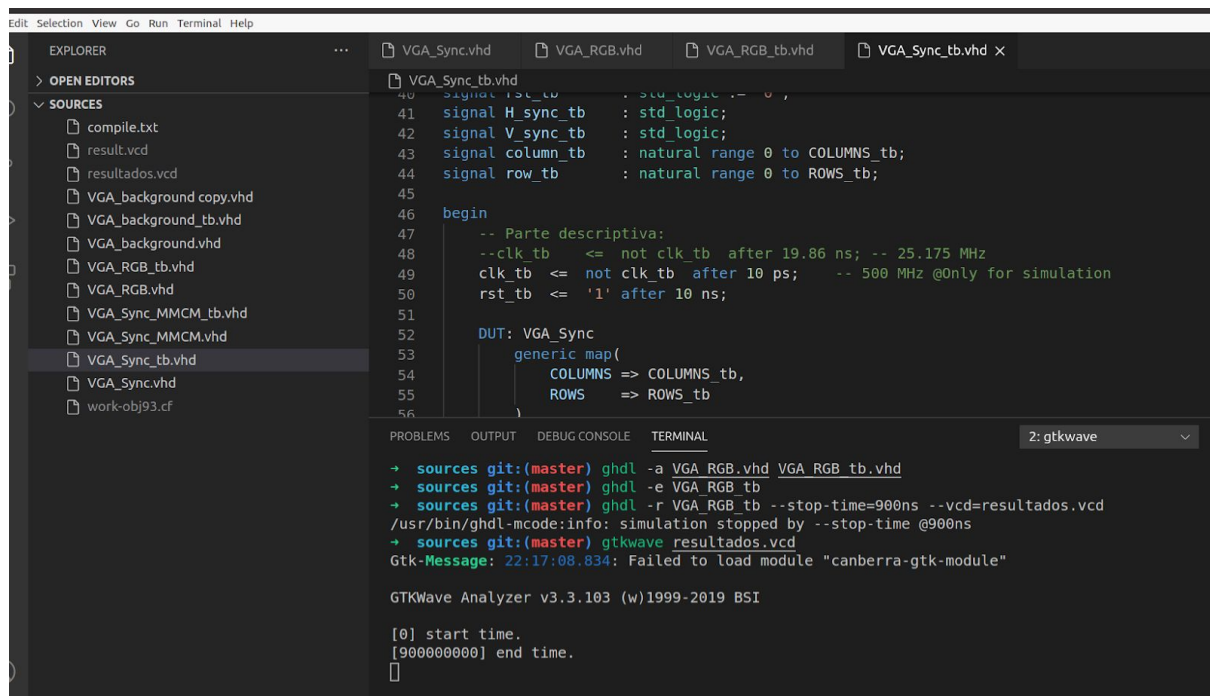 Edit Selection View Go Run Terminal Help
EXPLORER ...
OPEN EDITORS
SOURCES
compile.txt
result.vcd
resultados.vcd
VGA_background copy.vhd
VGA_background_tb.vhd
VGA_background.vhd
VGA_RGB_tb.vhd
VGA_RGB.vhd
VGA_Sync_MMCM_tb.vhd
VGA_Sync_MMCM.vhd
VGA_Sync_tb.vhd
VGA_Sync.vhd
work-obj93.cf
VGA_Sync.vhd VGA_RGB.vhd VGA_RGB_tb.vhd VGA_Sync_tb.vhd ×
VGA_Sync_tb.vhd
40 signal rst_tb : std_logic := '0';
41 signal H_sync_tb : std_logic;
42 signal V_sync_tb : std_logic;
43 signal column_tb : natural range 0 to COLUMNS_tb;
44 signal row_tb : natural range 0 to ROWS_tb;
45
46 begin
47 -- Parte descriptiva:
48 --clk_tb <= not clk_tb after 19.86 ns; -- 25.175 MHz
49 clk_tb <= not clk_tb after 10 ps; -- 500 MHz @Only for simulation
50 rst_tb <= '1' after 10 ns;
51
52 DUT: VGA_Sync
53 generic map(
54 COLUMNS => COLUMNS_tb,
55 ROWS => ROWS_tb
56 )
PROBLEMS OUTPUT DEBUG CONSOLE TERMINAL 2: gtkwave
→ sources git:(master) ghdl -a VGA_RGB.vhd VGA_RGB_tb.vhd
→ sources git:(master) ghdl -e VGA_RGB_tb
→ sources git:(master) ghdl -r VGA_RGB_tb --stop-time=900ns --vcd=resultados.vcd
/usr/bin/ghdl-mcode:info: simulation stopped by --stop-time @900ns
→ sources git:(master) gtkwave resultados.vcd
Gtk-Message: 22:17:08.834: Failed to load module "canberra-gtk-module"
GTKWave Analyzer v3.3.103 (w)1999-2019 BSI
[0] start time.
[900000000] end time.